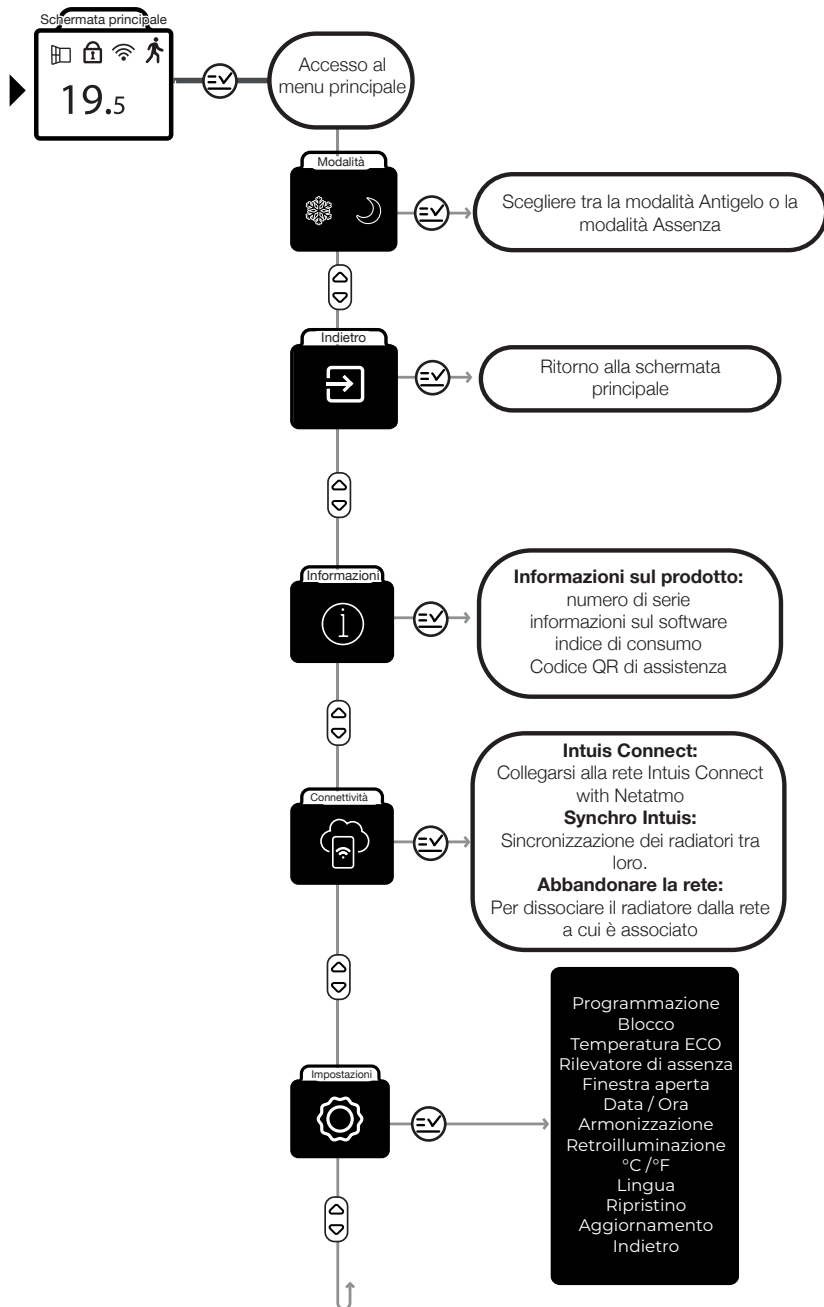 Schermata principale
19.5
Accesso al
menu principale
Modalità
Scegliere tra la modalità Antigelo o la
modalità Assenza
Indietro
Ritorno alla schermata
principale
Informazioni
Informazioni sul prodotto:
numero di serie
informazioni sul software
indice di consumo
Codice QR di assistenza
Connettività
Intuis Connect:
Collegarsi alla rete Intuis Connect
with Netatmo
Synchro Intuis:
Sincronizzazione dei radiatori tra
loro.
Abbandonare la rete:
Per dissociare il radiatore dalla rete
a cui è associato
Impostazioni
Programmazione
Blocco
Temperatura ECO
Rilevatore di assenza
Finestra aperta
Data / Ora
Armonizzazione
Retroilluminazione
°C /°F
Lingua
Ripristino
Aggiornamento
Indietro